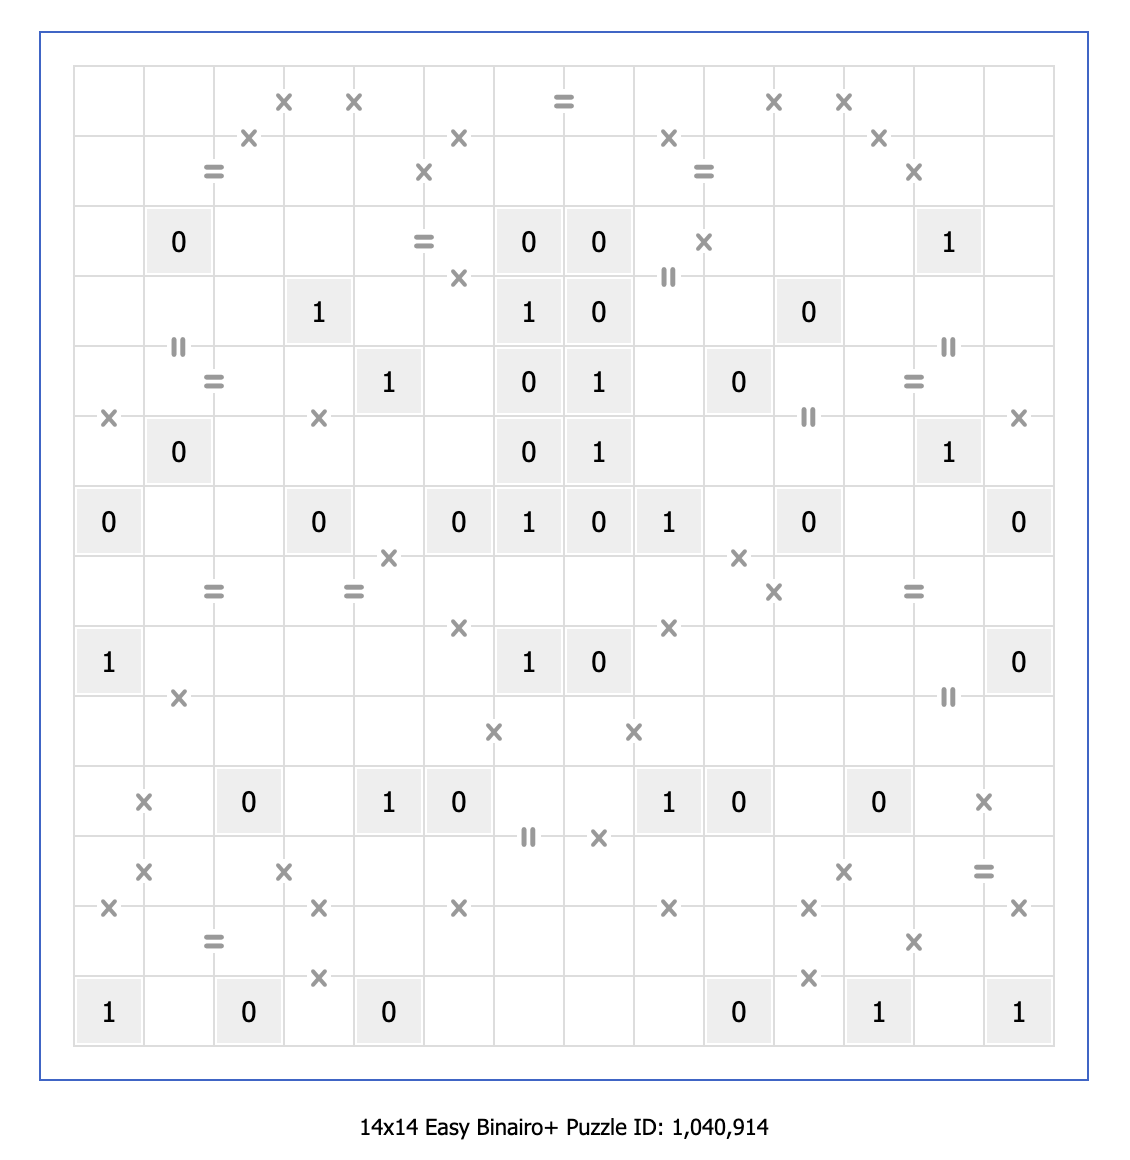 × × = × ×
× × × ×
= × = ×
0 = 0 0 × 1
× =
1 1 0 0
= =
= 1 0 1 0 =
× × = ×
0 0 1 1
0 0 0 1 0 1 0 0
× ×
= = × =
× ×
1 1 0 0
× =
× ×
× 0 1 0 1 0 0 ×
= ×
× × × =
× × × × × ×
= ×
× ×
1 0 0 0 1 1
14x14 Easy Binairo+ Puzzle ID: 1,040,914